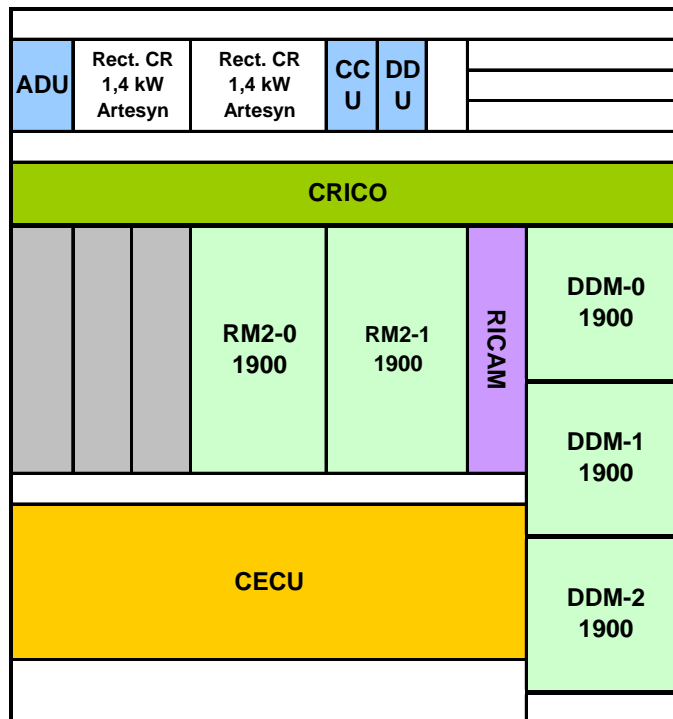 ADU
Rect. CR
1,4 kW
Artesyn
Rect. CR
1,4 kW
Artesyn
CC
U
DD
U
CRICO
RM2-0
1900
RM2-1
1900
RICAM
DDM-0
1900
DDM-1
1900
CECU
DDM-2
1900